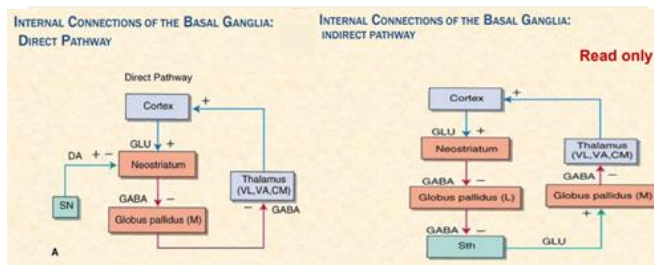 INTERNAL CONNECTIONS OF THE BASAL GANGLIA:
DIRECT PATHWAY
Direct Pathway
Cortex
+
GLU +
DA + -
Neostriatum
Thalamus
(VL,VA,CM)
SN
GABA -
- GABA
Globus pallidus (M)
A
INTERNAL CONNECTIONS OF THE BASAL GANGLIA:
INDIRECT PATHWAY
Read only
Cortex
+
GLU +
Neostriatum
Thalamus
(VL,VA,CM)
GABA -
GABA -
Globus pallidus (L)
Globus pallidus (M)
GABA -
+
Sth
GLU